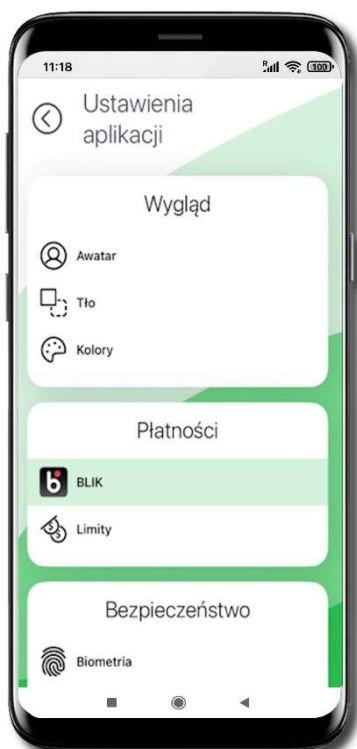 11:18
R
100
Ustawienia
aplikacji
Wygląd
Awatar
Tło
Kolory
Płatności
BLIK
Limity
Bezpieczeństwo
Biometria